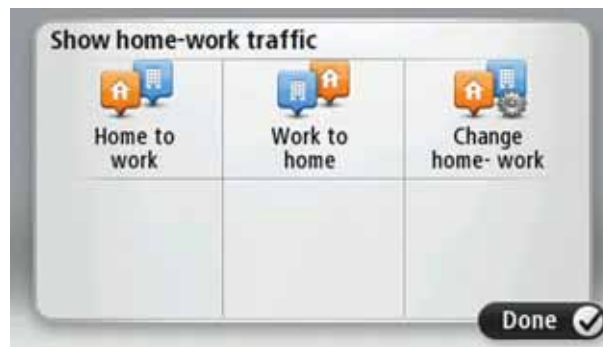 Show home-work traffic
Home to
work
Work to
home
Change
home- work
Done